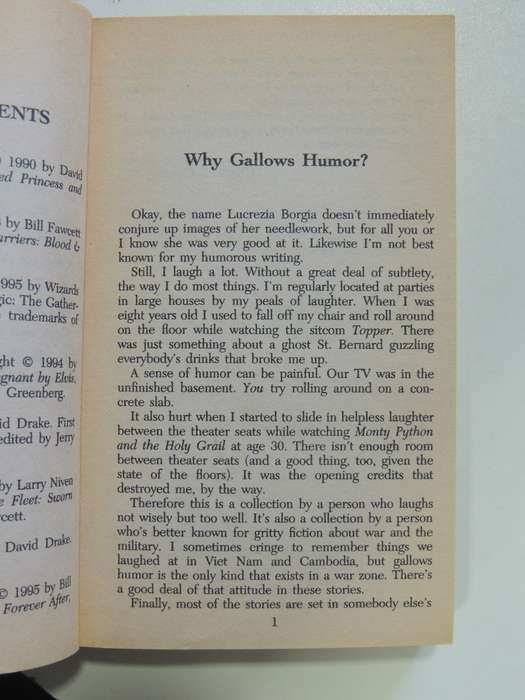 ENTS
© 1990 by David
ed Princess and
by Bill Fawcett
arriers: Blood &
1995 by Wizards
gic: The Gather-
trademarks of
ght © 1994 by
gnant by Elvis,
Greenberg.
id Drake. First
edited by Jerry
by Larry Niven
e Fleet: Sworn
cett.
David Drake.
© 1995 by Bill
Forever After,
Why Gallows Humor?
Okay, the name Lucrezia Borgia doesn't immediately
conjure up images of her needlework, but for all you or
I know she was very good at it. Likewise I'm not best
known for my humorous writing.
Still, I laugh a lot. Without a great deal of subtlety,
the way I do most things. I'm regularly located at parties
in large houses by my peals of laughter. When I was
eight years old I used to fall off my chair and roll around
on the floor while watching the sitcom Topper. There
was just something about a ghost St. Bernard guzzling
everybody's drinks that broke me up.
A sense of humor can be painful. Our TV was in the
unfinished basement. You try rolling around on a con-
crete slab.
It also hurt when I started to slide in helpless laughter
between the theater seats while watching Monty Python
and the Holy Grail at age 30. There isn't enough room
between theater seats (and a good thing, too, given the
state of the floors). It was the opening credits that
destroyed me, by the way.
Therefore this is a collection by a person who laughs
not wisely but too well. It's also a collection by a person
who's better known for gritty fiction about war and the
military. I sometimes cringe to remember things we
laughed at in Viet Nam and Cambodia, but gallows
humor is the only kind that exists in a war zone. There's
a good deal of that attitude in these stories.
Finally, most of the stories are set in somebody else's
1